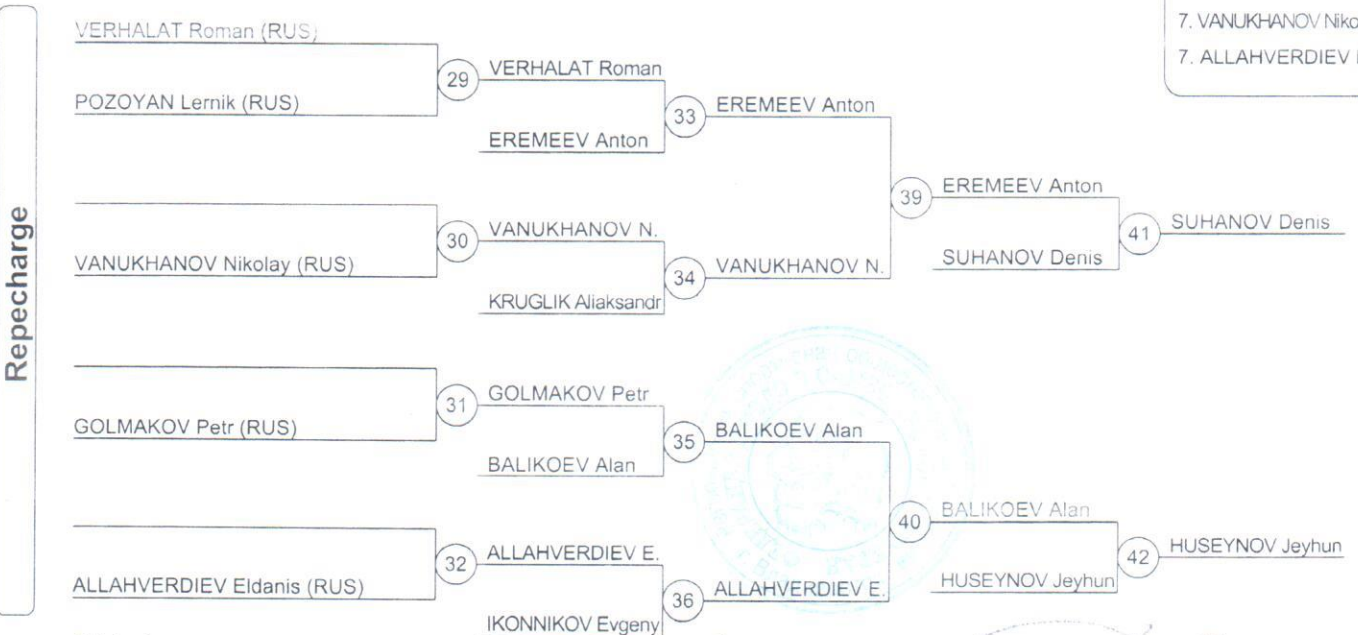 Repecharge
7. VANUKHANOV Niko
7. ALLAHVERDIEV
VERHALAT Roman (RUS)
29 VERHALAT Roman
POZOYAN Lernik (RUS)
33 EREMEEV Anton
EREMEEV Anton
39 EREMEEV Anton
30 VANUKHANOV N.
VANUKHANOV Nikolay (RUS)
34 VANUKHANOV N.
KRUGLIK Aliaksandr
SUHANOV Denis
41 SUHANOV Denis
31 GOLMAKOV Petr
GOLMAKOV Petr (RUS)
35 BALIKOEV Alan
BALIKOEV Alan
40 BALIKOEV Alan
32 ALLAHVERDIEV E.
ALLAHVERDIEV Eldanis (RUS)
36 ALLAHVERDIEV E.
IKONNIKOV Evgeny
HUSEYNOV Jeyhun
42 HUSEYNOV Jeyhun